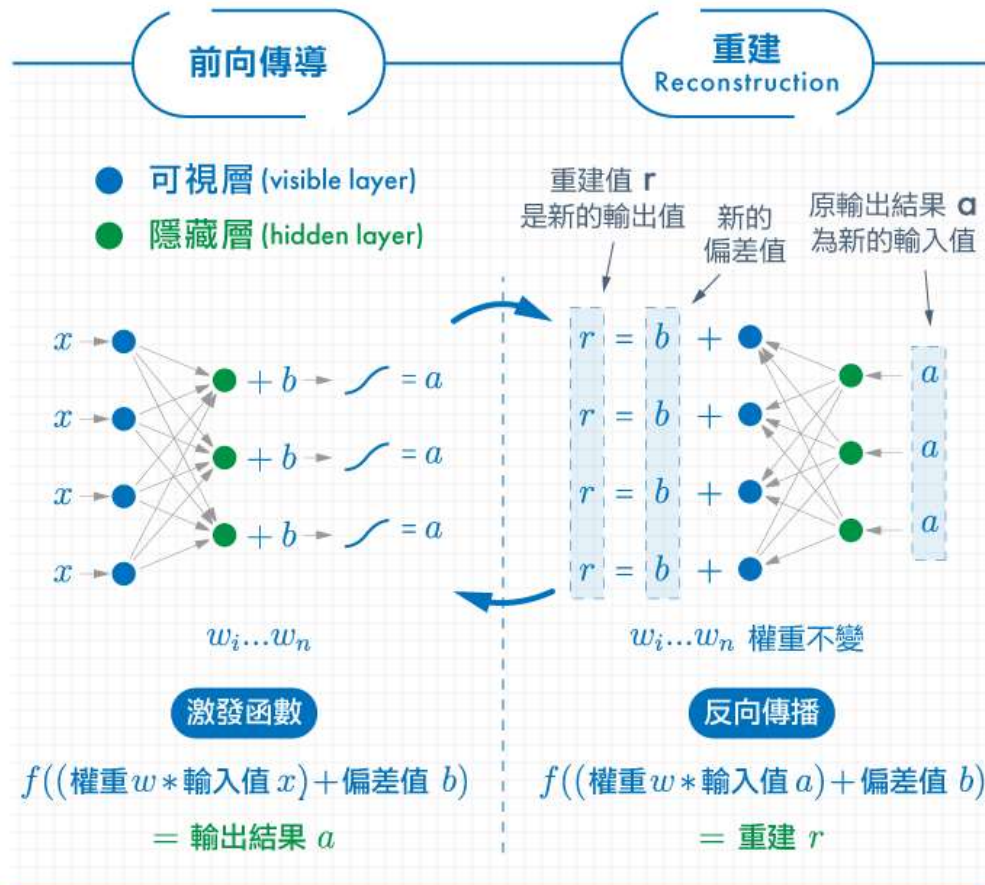 前向傳導
可視層 (visible layer)
隱藏層 (hidden layer)
x
x
x
x
+ b = a
+ b = a
+ b = a
w_i...w_n
激發函數
f((權重 w * 輸入值 x) + 偏差值 b)
= 輸出結果 a
重建
Reconstruction
重建值 r
是新的輸出值
新的
偏差值
原輸出結果 a
為新的輸入值
r = b +
r = b +
r = b +
r = b +
a
a
a
w_i...w_n 權重不變
反向傳播
f((權重 w * 輸入值 a) + 偏差值 b)
= 重建 r